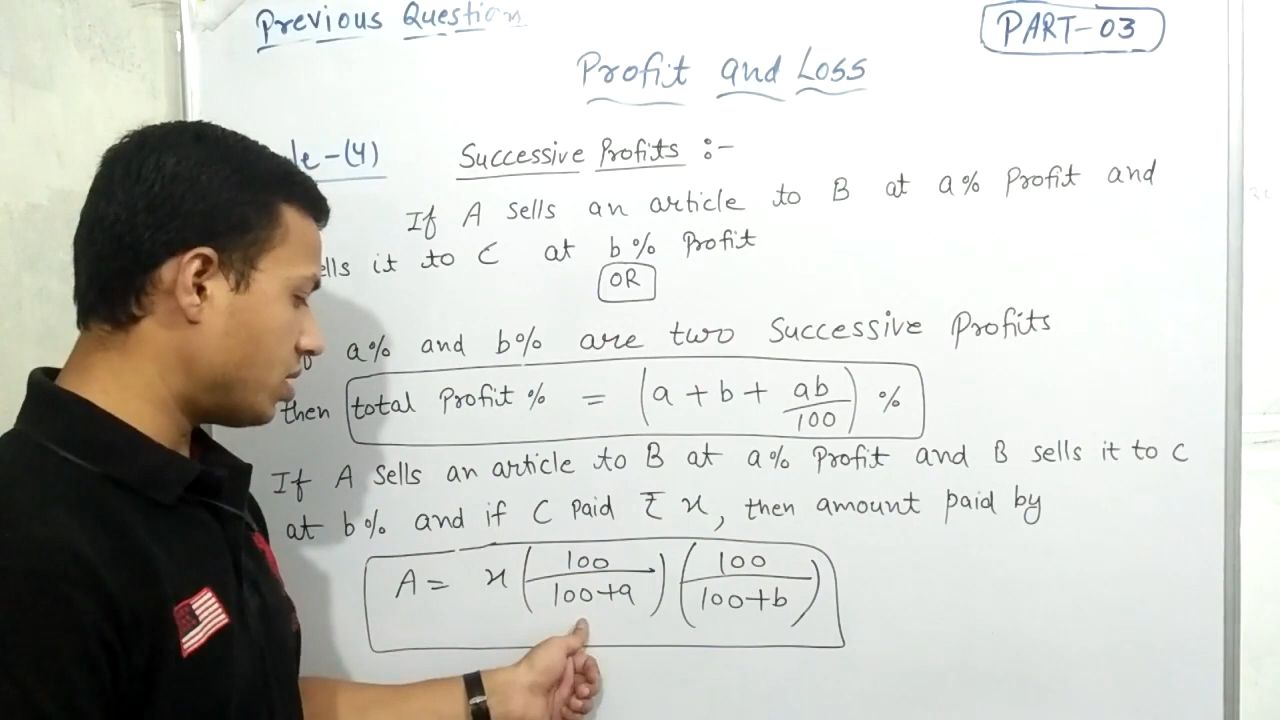 Previous Question
PART-03
Profit and Loss
le-(4) Successive Profits :-
If A sells an article to B at a% Profit and
ells it to C at b% Profit
OR
a% and b% are two Successive Profits
then total Profit % = (a + b + ab/100) %
If A sells an article to B at a% Profit and B sells it to C
at b% and if C paid ₹ x, then amount paid by
A = x (100/100+a) (100/100+b)